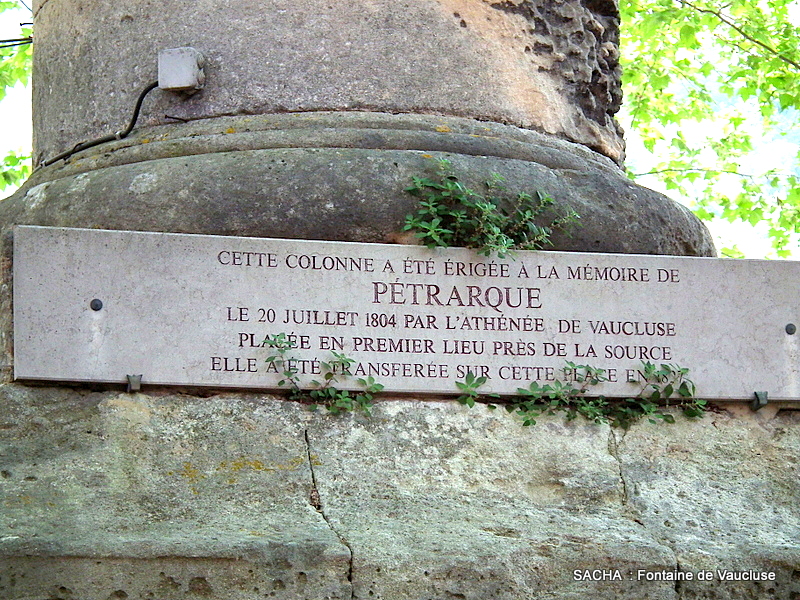 CETTE COLONNE A ÉTÉ ÉRIGÉE À LA MÉMOIRE DE
PÉTRARQUE
LE 20 JUILLET 1804 PAR L'ATHÉNÉE DE VAUCLUSE
PLACÉE EN PREMIER LIEU PRÈS DE LA SOURCE
ELLE A ÉTÉ TRANSFERÉE SUR CETTE PLACE EN
SACHA : Fontaine de Vaucluse